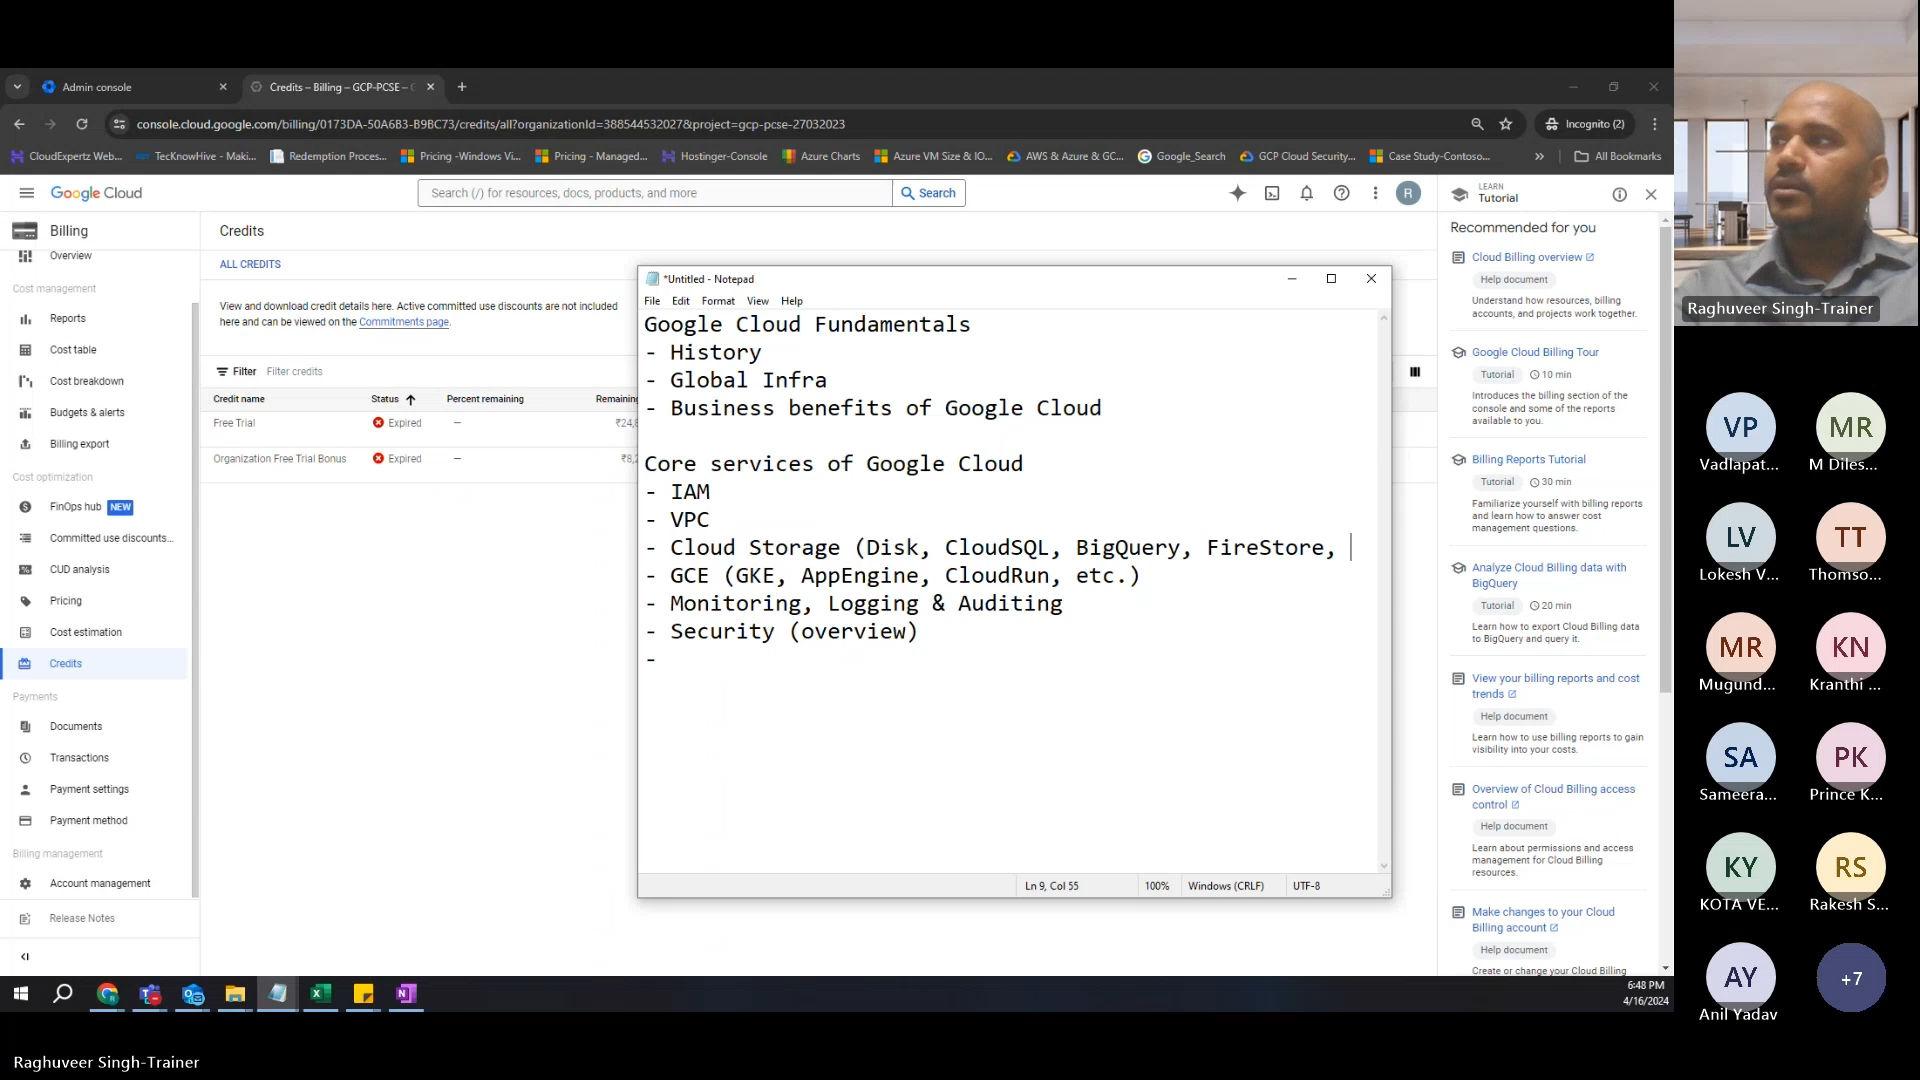 Admin console
Credits – Billing – GCP-PCSE –
console.cloud.google.com/billing/0173DA-50A6B3-B9BC73/credits/all?organizationId=388544532027&project=gcp-pcse-27032023
Incognito (2)
CloudExpertz Web...
TecKnowHive - Maki...
Redemption Proces...
Pricing -Windows Vi...
Pricing - Managed...
Hostinger-Console
Azure Charts
Azure VM Size & IO...
AWS & Azure & GC...
Google_Search
GCP Cloud Security...
Case Study-Contoso...
All Bookmarks
Google Cloud
Search (/) for resources, docs, products, and more
Search
R
LEARN
Tutorial
Billing
Overview
Cost management
Reports
Cost table
Cost breakdown
Budgets & alerts
Billing export
Cost optimization
FinOps hub NEW
Committed use discounts...
CUD analysis
Pricing
Cost estimation
Credits
Payments
Documents
Transactions
Payment settings
Payment method
Billing management
Account management
Release Notes
Credits
ALL CREDITS
View and download credit details here. Active committed use discounts are not included
here and can be viewed on the Commitments page.
Filter Filter credits
Credit name Status Percent remaining Remaining
Free Trial Expired — ₹24,8
Organization Free Trial Bonus Expired — ₹8,2
*Untitled - Notepad
File Edit Format View Help
Google Cloud Fundamentals
- History
- Global Infra
- Business benefits of Google Cloud
Core services of Google Cloud
- IAM
- VPC
- Cloud Storage (Disk, CloudSQL, BigQuery, FireStore,
- GCE (GKE, AppEngine, CloudRun, etc.)
- Monitoring, Logging & Auditing
- Security (overview)
-
Ln 9, Col 55 100% Windows (CRLF) UTF-8
Recommended for you
Cloud Billing overview
Help document
Understand how resources, billing
accounts, and projects work together.
Google Cloud Billing Tour
Tutorial 10 min
Introduces the billing section of the
console and some of the reports
available to you.
Billing Reports Tutorial
Tutorial 30 min
Familiarize yourself with billing reports
and learn how to answer cost
management questions.
Analyze Cloud Billing data with
BigQuery
Tutorial 20 min
Learn how to export Cloud Billing data
to BigQuery and query it.
View your billing reports and cost
trends
Help document
Learn how to use billing reports to gain
visibility into your costs.
Overview of Cloud Billing access
control
Help document
Learn about permissions and access
management for Cloud Billing
resources.
Make changes to your Cloud
Billing account
Help document
Create or change your Cloud Billing
6:48 PM
4/16/2024
Raghuveer Singh-Trainer
VP MR
Vadlapat... M Diles...
LV TT
Lokesh V... Thomso...
MR KN
Mugund... Kranthi ...
SA PK
Sameera... Prince K...
KY RS
KOTA VE... Rakesh S...
AY +7
Anil Yadav
Raghuveer Singh-Trainer